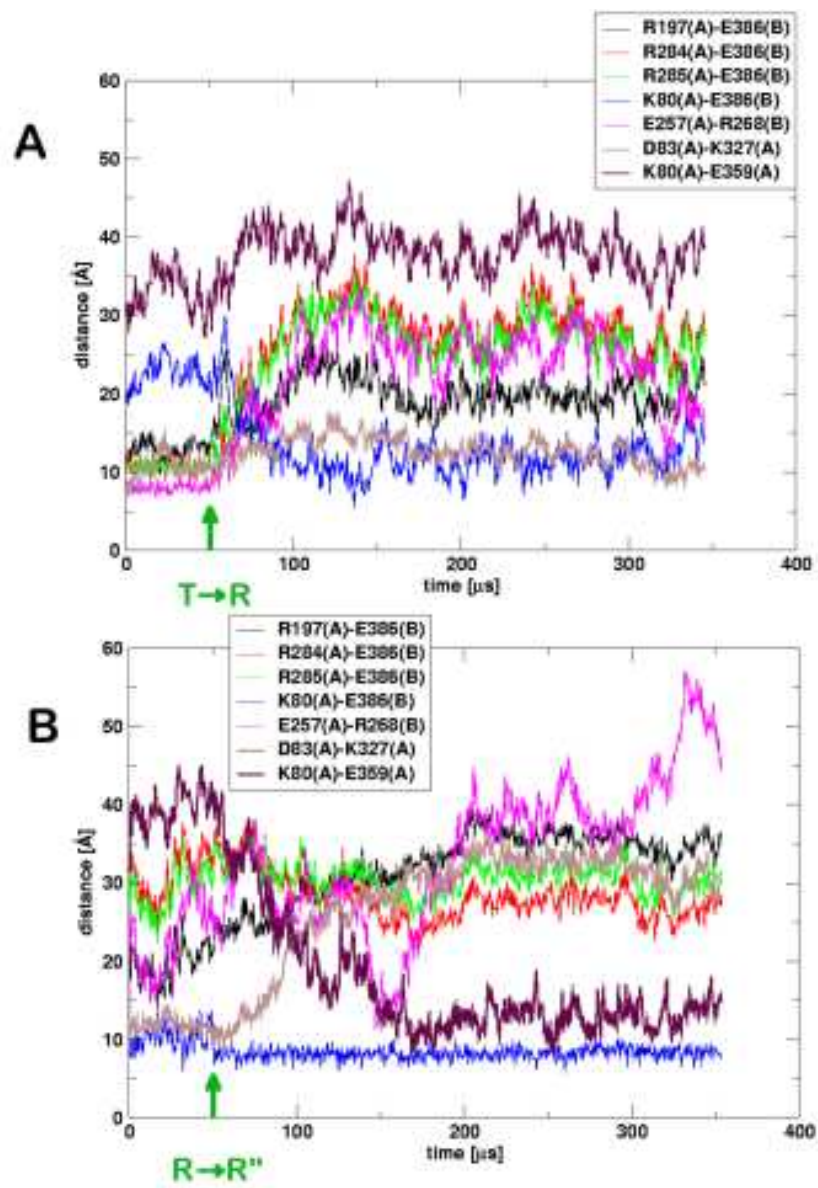 R197(A)-E386(B)
R284(A)-E386(B)
R285(A)-E386(B)
K80(A)-E386(B)
E257(A)-R268(B)
D83(A)-K327(A)
K80(A)-E359(A)
A
60
50
40
30
20
10
0
distance [Å]
0 100 200 300 400
time [μs]
T→R
R197(A)-E386(B)
R284(A)-E386(B)
R285(A)-E386(B)
K80(A)-E386(B)
E257(A)-R268(B)
D83(A)-K327(A)
K80(A)-E359(A)
B
60
50
40
30
20
10
0
distance [Å]
0 100 200 300 400
time [μs]
R→R"